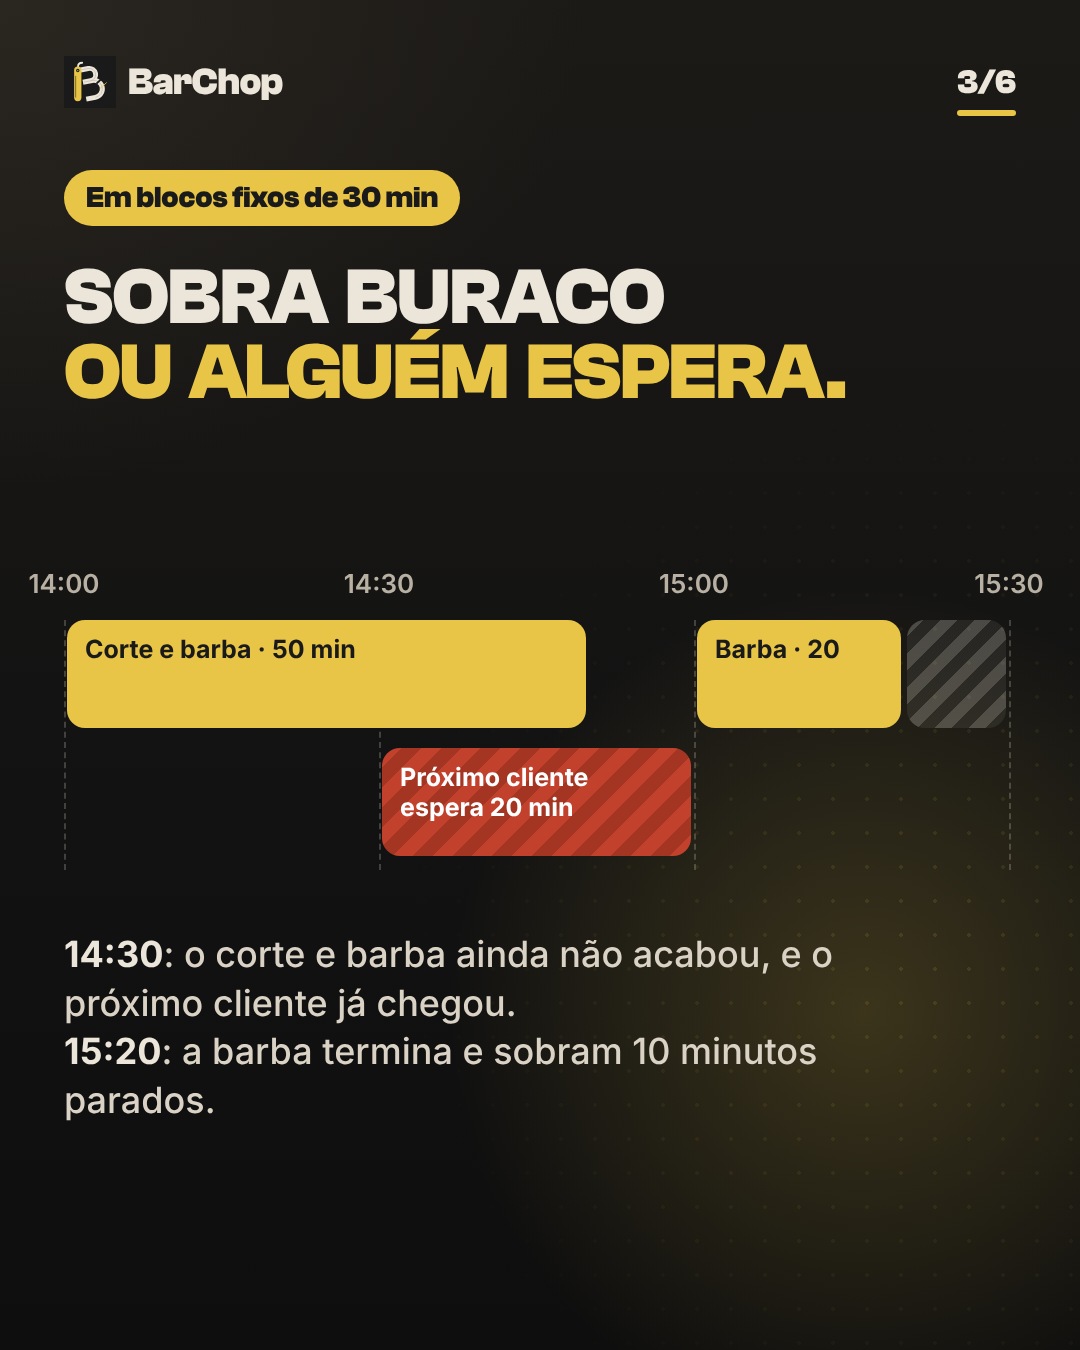 BarChop
3/6
Em blocos fixos de 30 min
SOBRA BURACO
OU ALGUÉM ESPERA.
14:00 14:30 15:00 15:30
Corte e barba · 50 min
Barba · 20
Próximo cliente
espera 20 min
14:30: o corte e barba ainda não acabou, e o
próximo cliente já chegou.
15:20: a barba termina e sobram 10 minutos
parados.